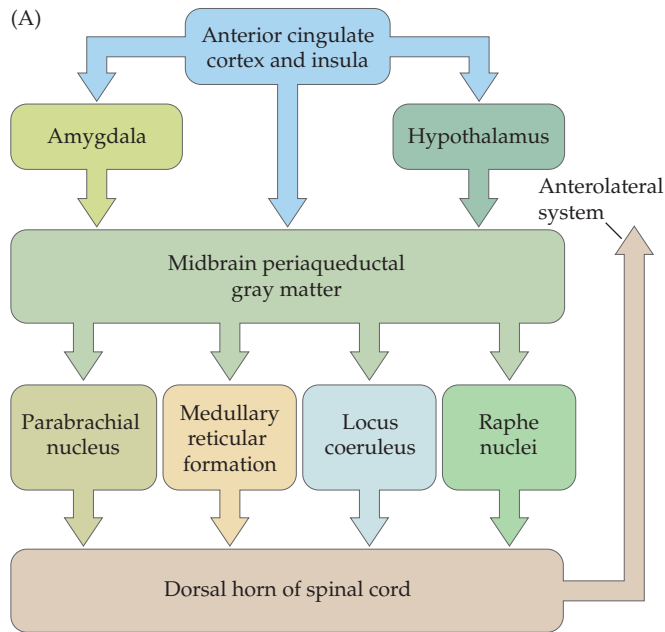 (A)
Anterior cingulate
cortex and insula
Amygdala
Hypothalamus
Anterolateral
system
Midbrain periaqueductal
gray matter
Parabrachial
nucleus
Medullary
reticular
formation
Locus
coeruleus
Raphe
nuclei
Dorsal horn of spinal cord